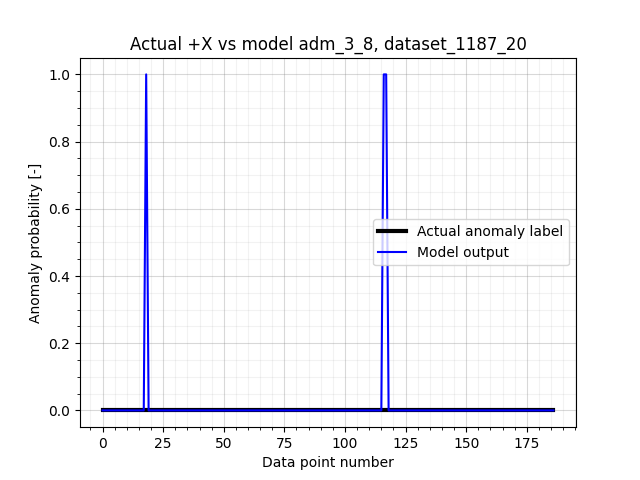 Actual +X vs model adm_3_8, dataset_1187_20
1.0
0.8
0.6
0.4
0.2
0.0
Anomaly probability [-]
Actual anomaly label
Model output
0 25 50 75 100 125 150 175
Data point number